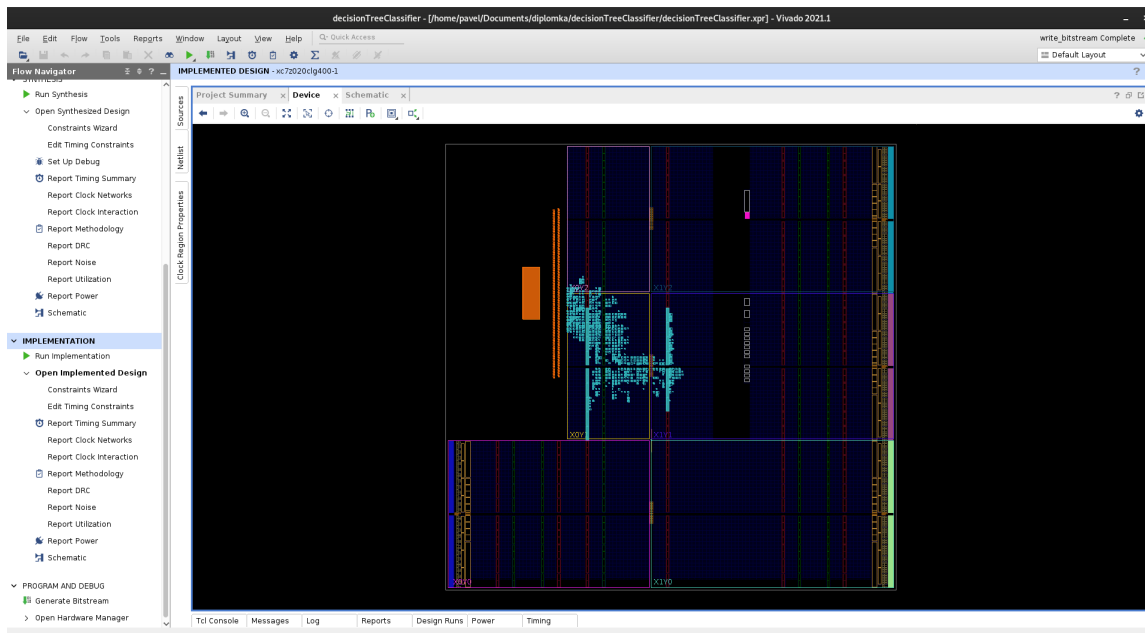 decisionTreeClassifier - [/home/pavel/Documents/diplomka/decisionTreeClassifier/decisionTreeClassifier.xpr] - Vivado 2021.1
File Edit Flow Tools Reports Window Layout View Help Quick Access
write_bitstream Complete
Default Layout
Flow Navigator
IMPLEMENTED DESIGN - xc7z020clg400-1
SYNTHESIS
Run Synthesis
Open Synthesized Design
Constraints Wizard
Edit Timing Constraints
Set Up Debug
Report Timing Summary
Report Clock Networks
Report Clock Interaction
Report Methodology
Report DRC
Report Noise
Report Utilization
Report Power
Schematic
IMPLEMENTATION
Run Implementation
Open Implemented Design
Constraints Wizard
Edit Timing Constraints
Report Timing Summary
Report Clock Networks
Report Clock Interaction
Report Methodology
Report DRC
Report Noise
Report Utilization
Report Power
Schematic
PROGRAM AND DEBUG
Generate Bitstream
Open Hardware Manager
Sources
Netlist
Clock Region Properties
Project Summary Device Schematic
X1Y2
X1Y1
X1Y0
Tcl Console Messages Log Reports Design Runs Power Timing